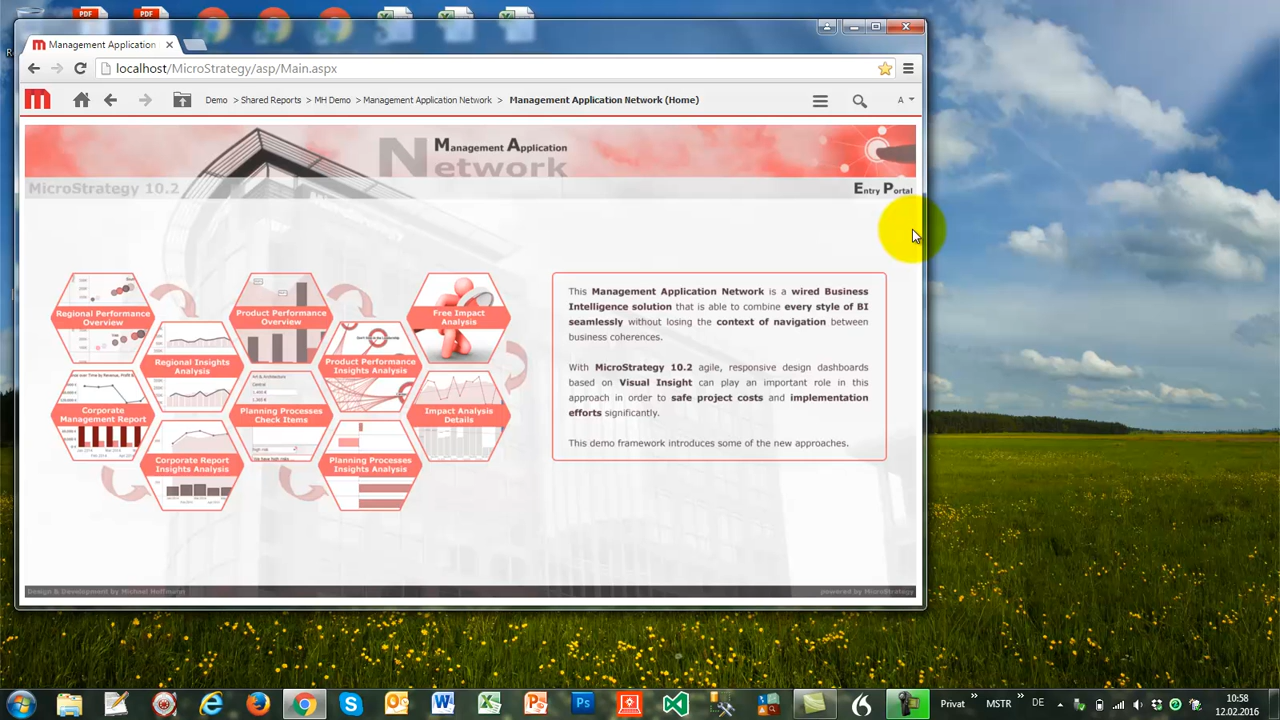 PDF PDF
Management Application
localhost/MicroStrategy/asp/Main.aspx
Demo > Shared Reports > MH Demo > Management Application Network > Management Application Network (Home)
A
Management Application
Network
MicroStrategy 10.2
Entry Portal
Regional Performance
Overview
Product Performance
Overview
Free Impact
Analysis
Regional Insights
Analysis
Product Performance
Insights Analysis
Corporate
Management Report
Planning Processes
Check Items
Impact Analysis
Details
Corporate Report
Insights Analysis
Planning Processes
Insights Analysis
This Management Application Network is a wired Business
Intelligence solution that is able to combine every style of BI
seamlessly without losing the context of navigation between
business coherences.
With MicroStrategy 10.2 agile, responsive design dashboards
based on Visual Insight can play an important role in this
approach in order to safe project costs and implementation
efforts significantly.
This demo framework introduces some of the new approaches.
Design & Development by Michael Hoffmann
powered by MicroStrategy
Privat
MSTR
DE
10:58
12.02.2016